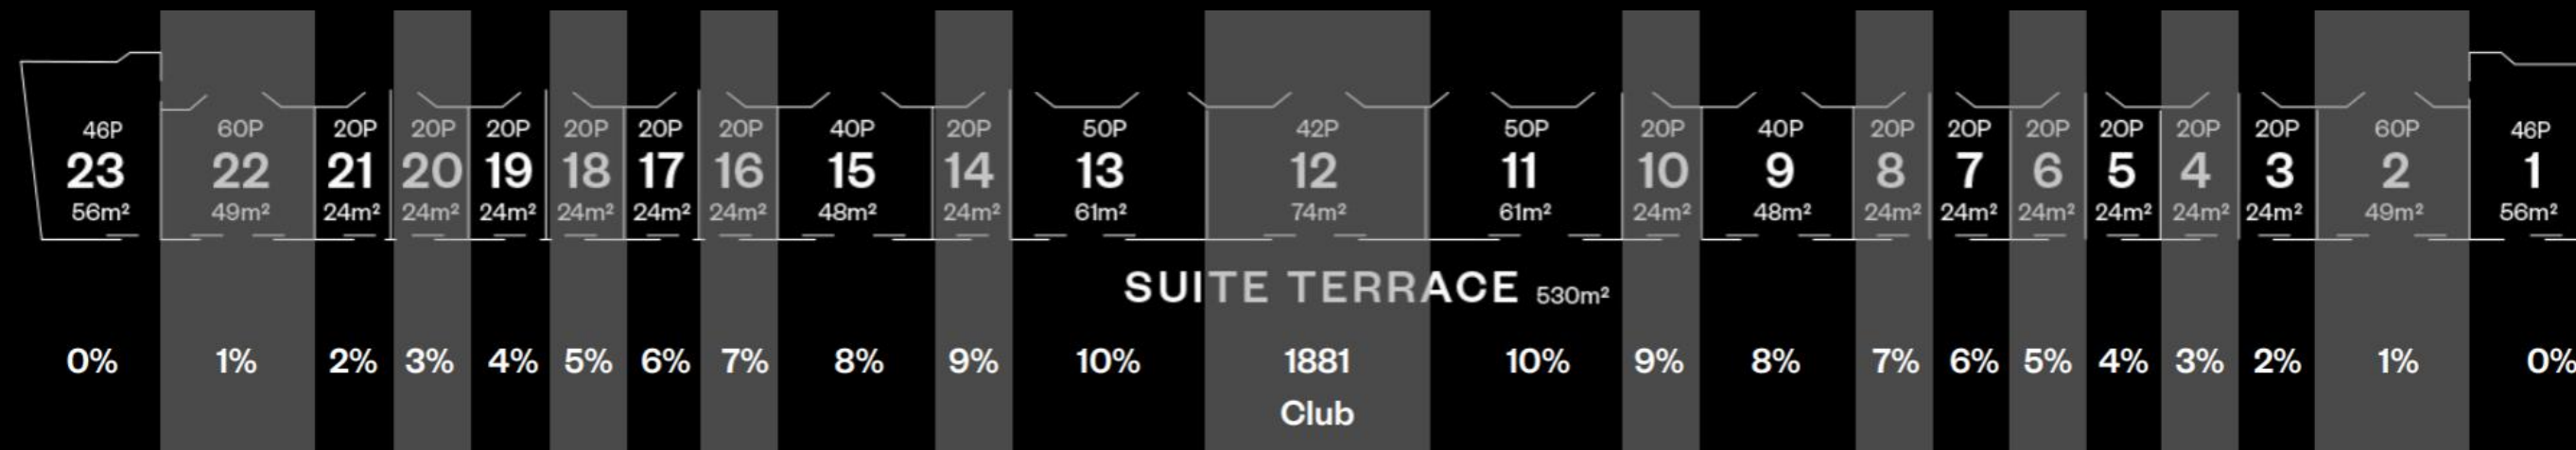 46P 60P 20P 20P 20P 20P 20P 20P 40P 20P 50P 42P 50P 20P 40P 20P 20P 20P 20P 20P 20P 60P 46P
23 22 21 20 19 18 17 16 15 14 13 12 11 10 9 8 7 6 5 4 3 2 1
56m² 49m² 24m² 24m² 24m² 24m² 24m² 24m² 48m² 24m² 61m² 74m² 61m² 24m² 48m² 24m² 24m² 24m² 24m² 24m² 24m² 49m² 56m²
SUITE TERRACE 530m²
0% 1% 2% 3% 4% 5% 6% 7% 8% 9% 10% 1881 10% 9% 8% 7% 6% 5% 4% 3% 2% 1% 0%
Club